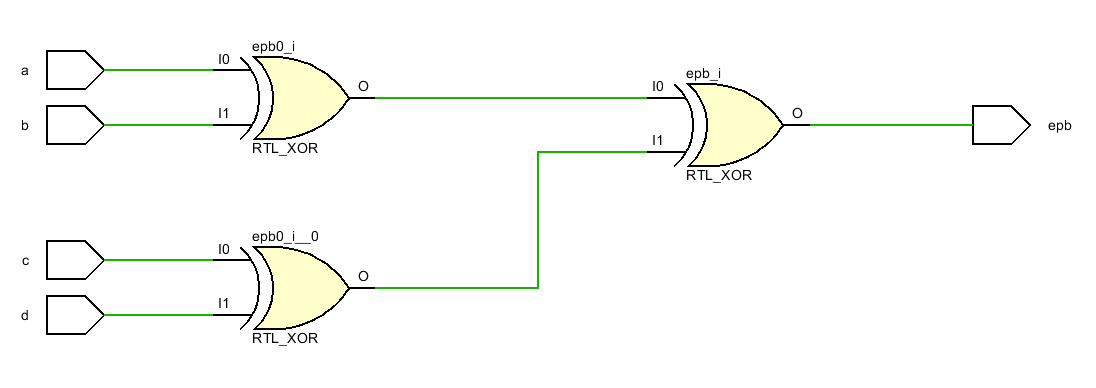 epb0_i
a
I0
O
b
I1
RTL_XOR
epb_i
I0
O
epb
I1
RTL_XOR
epb0_i__0
c
I0
O
d
I1
RTL_XOR